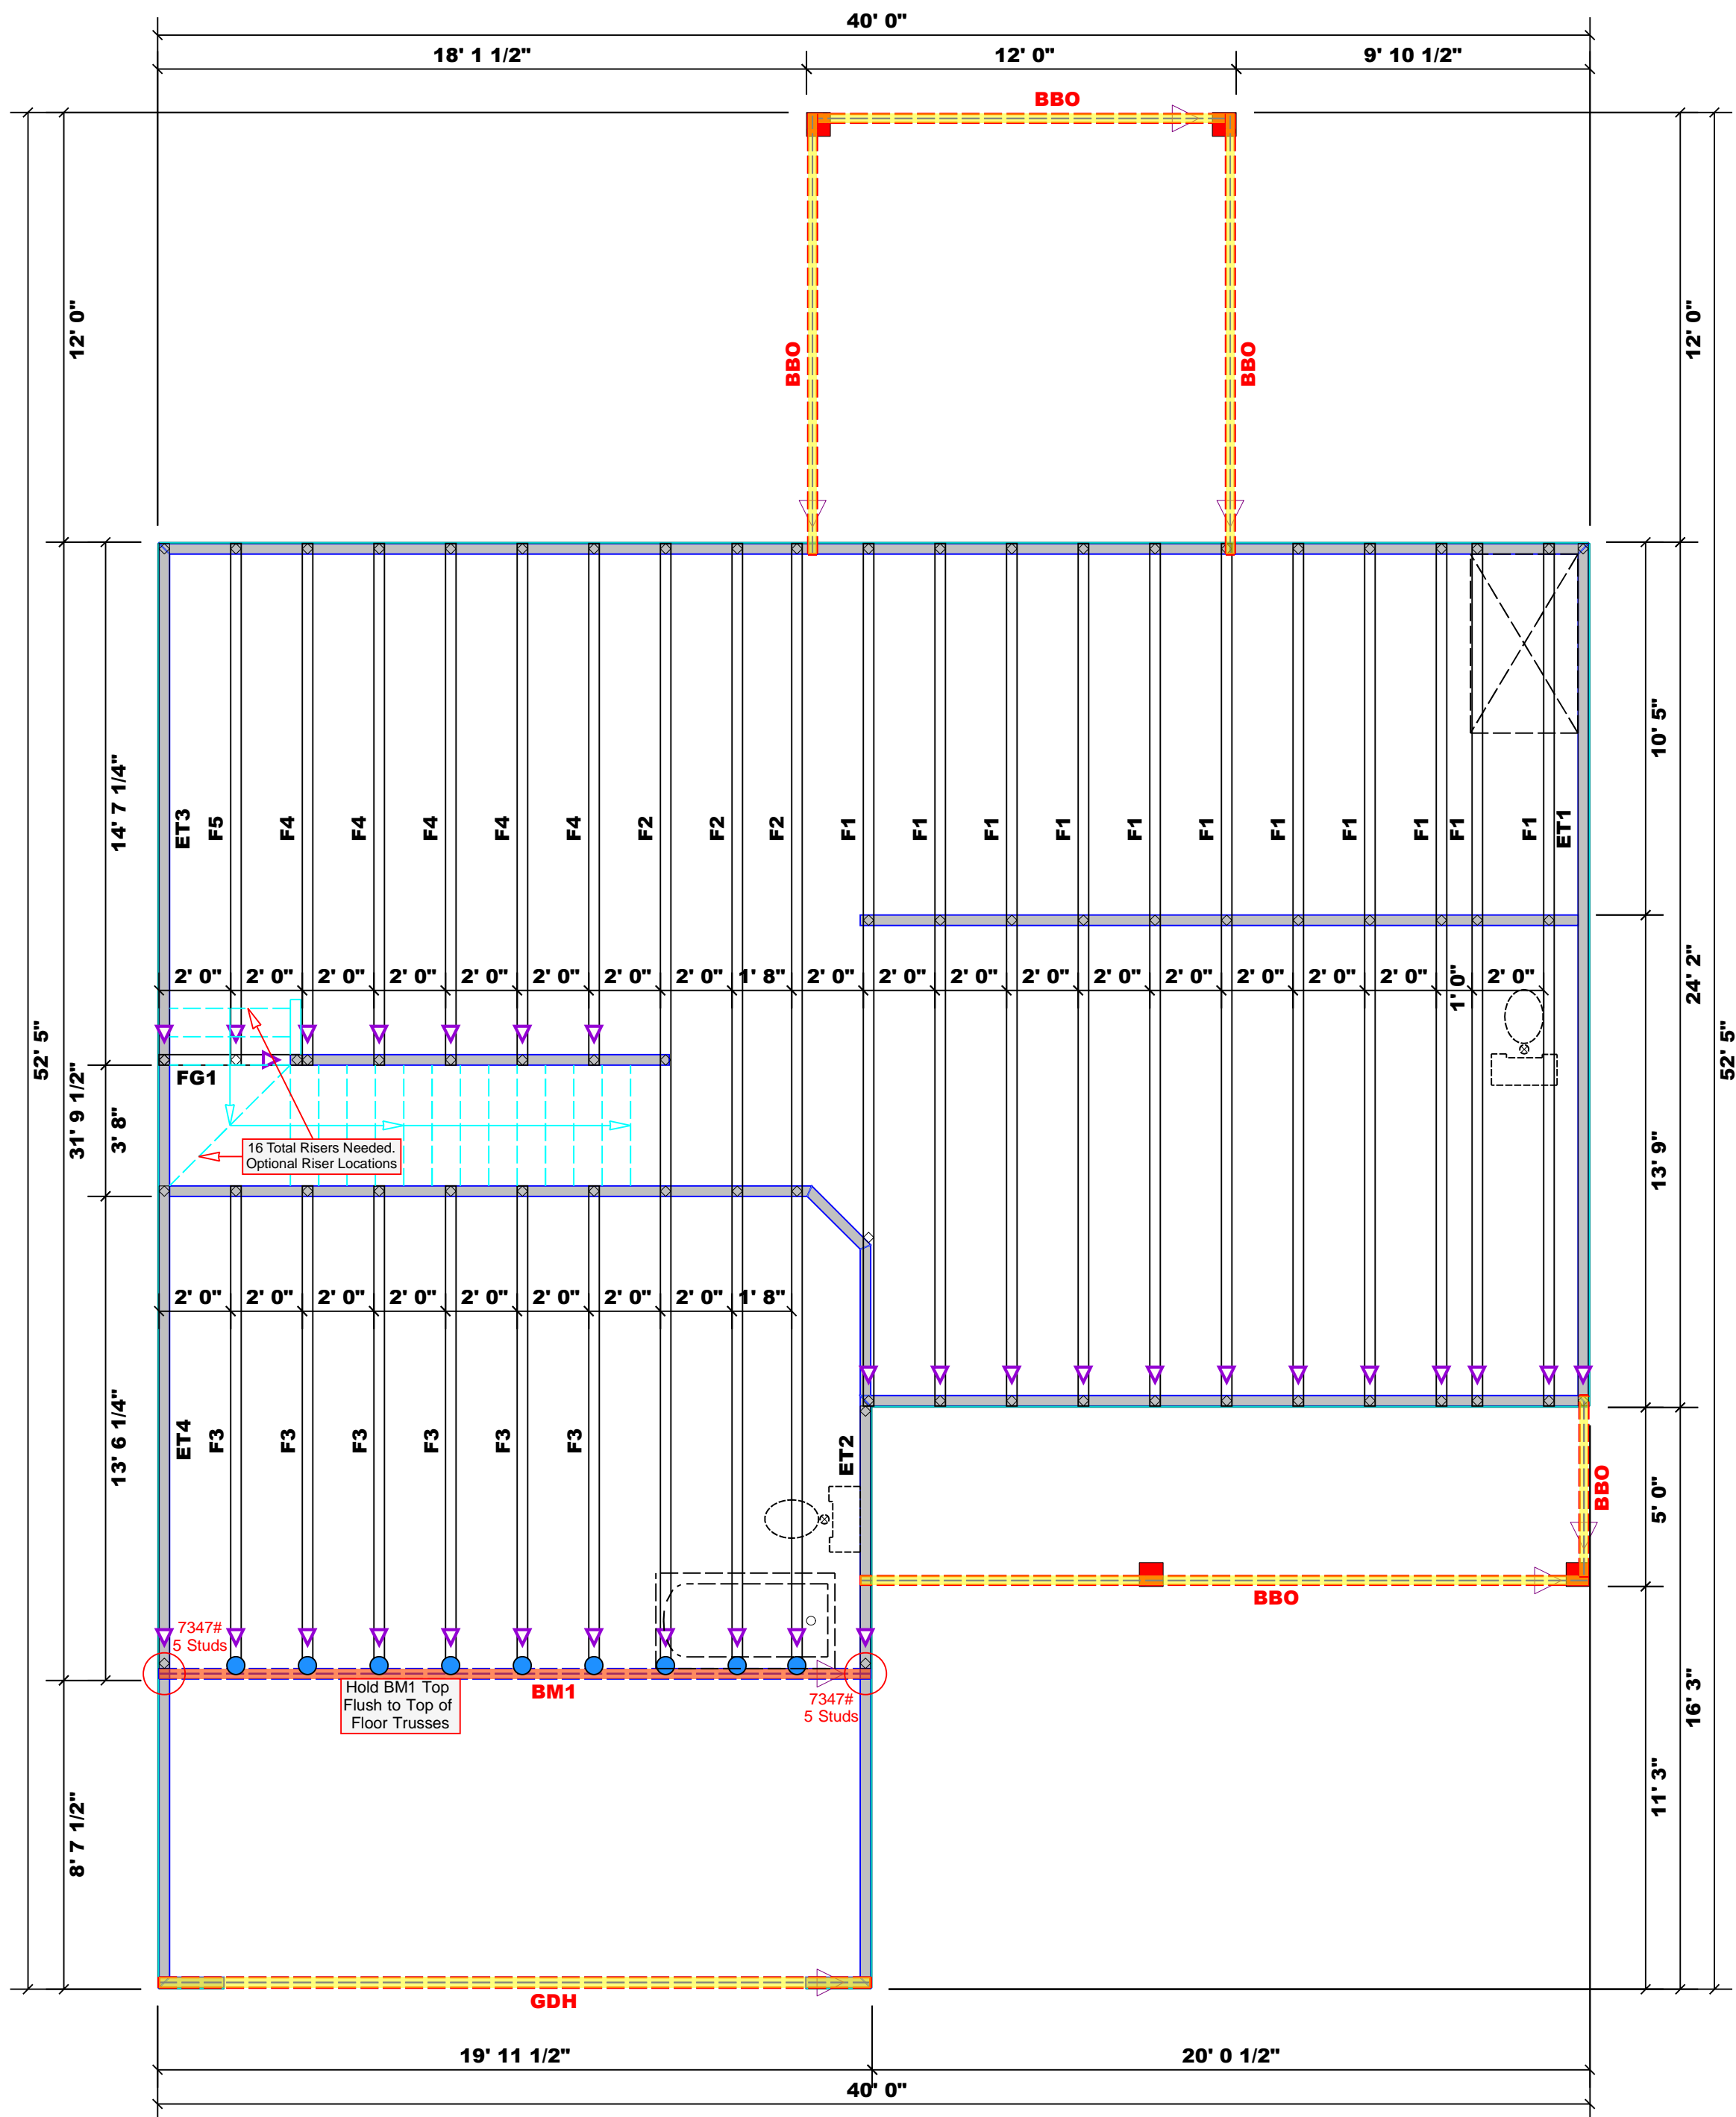 40' 0"
18' 1 1/2"
12' 0"
9' 10 1/2"
BBO
12' 0"
BBO
BBO
12' 0"
14' 7 1/4"
ET3
F5
F4
F4
F4
F4
F4
F2
F2
F2
F1
F1
F1
F1
F1
F1
F1
F1
F1
F1
F1
ET1
10' 5"
2' 0"
2' 0"
2' 0"
2' 0"
2' 0"
2' 0"
2' 0"
2' 0"
1' 8"
2' 0"
2' 0"
2' 0"
2' 0"
2' 0"
2' 0"
2' 0"
2' 0"
2' 0"
1' 0"
2' 0"
24' 2"
52' 5"
52' 5"
FG1
31' 9 1/2"
3' 8"
16 Total Risers Needed.
Optional Riser Locations
13' 9"
2' 0"
2' 0"
2' 0"
2' 0"
2' 0"
2' 0"
2' 0"
2' 0"
1' 8"
13' 6 1/4"
ET4
F3
F3
F3
F3
F3
F3
ET2
BBO
5' 0"
BBO
7347#
5 Studs
Hold BM1 Top
Flush to Top of
Floor Trusses
BM1
7347#
5 Studs
16' 3"
11' 3"
8' 7 1/2"
GDH
19' 11 1/2"
20' 0 1/2"
40' 0"